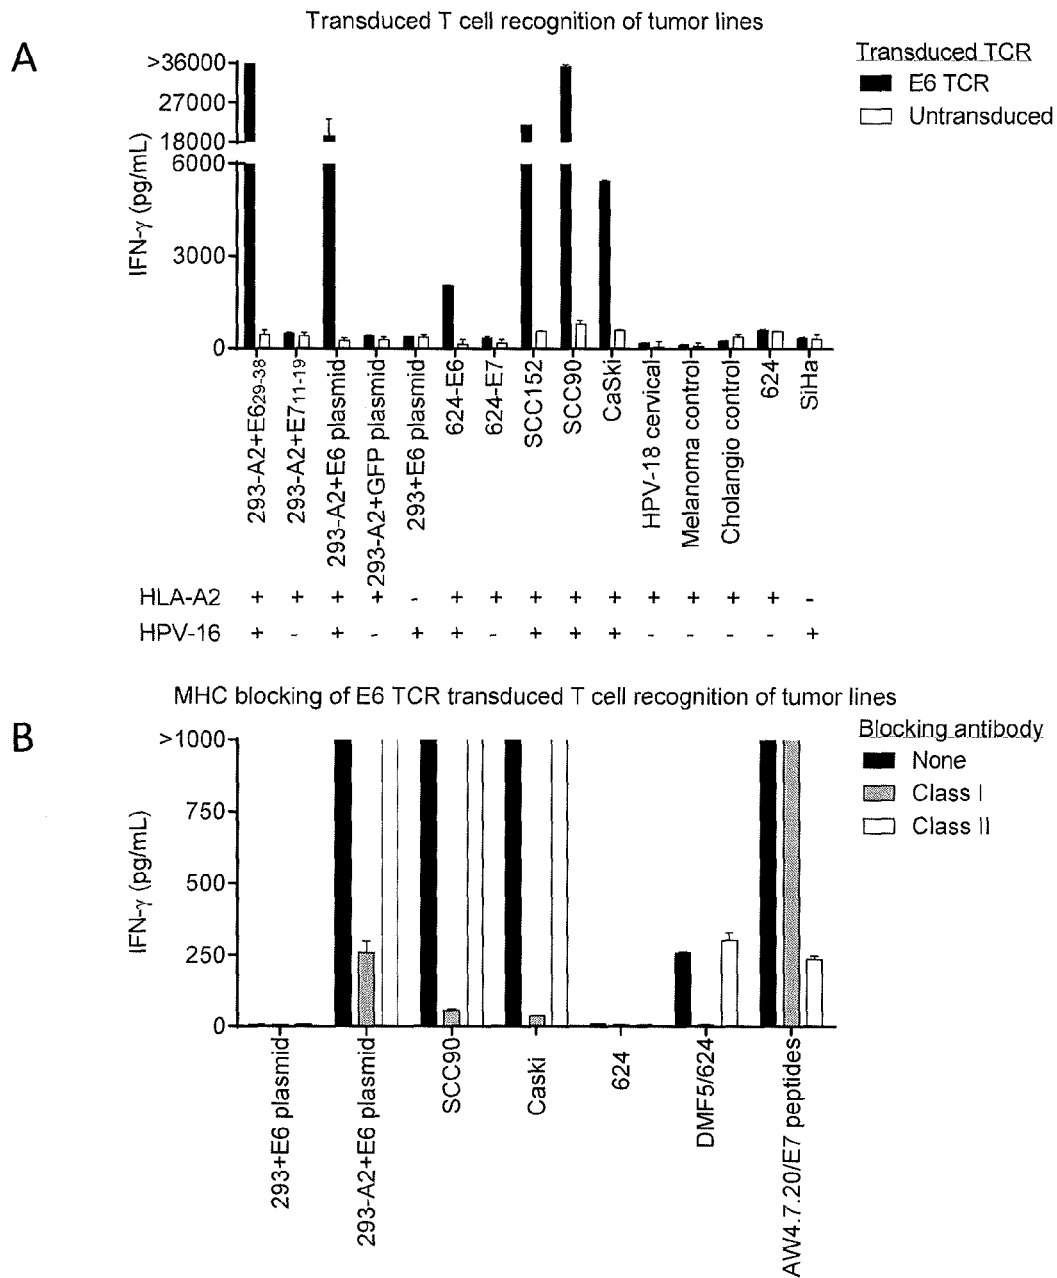 Transduced T cell recognition of tumor lines
A
Transduced TCR
E6 TCR
Untransduced
IFN-γ (pg/mL)
>36000
27000
18000
6000
3000
0
293-A2+E6₂₉₋₃₈
293-A2+E7₁₁₋₁₉
293-A2+E6 plasmid
293-A2+GFP plasmid
293+E6 plasmid
624-E6
624-E7
SCC152
SCC90
CaSki
HPV-18 cervical
Melanoma control
Cholangio control
624
SiHa
HLA-A2 + + + + - + + + + + + + + + -
HPV-16 + - + - + + - + + + - - - - +
MHC blocking of E6 TCR transduced T cell recognition of tumor lines
B
Blocking antibody
None
Class I
Class II
IFN-γ (pg/mL)
>1000
750
500
250
0
293+E6 plasmid
293-A2+E6 plasmid
SCC90
Caski
624
DMF5/624
AW4.7.20/E7 peptides